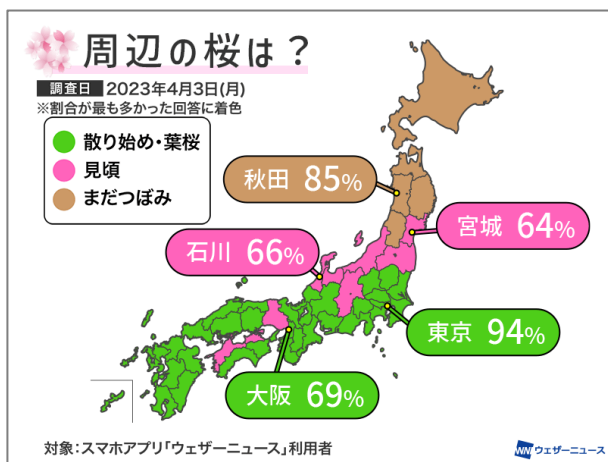 周辺の桜は？
調査日 2023年4月3日(月)
※割合が最も多かった回答に着色
散り始め・葉桜
見頃
まだつぼみ
秋田 85%
宮城 64%
石川 66%
東京 94%
大阪 69%
対象：スマホアプリ「ウェザーニュース」利用者
WNI ウェザーニュース